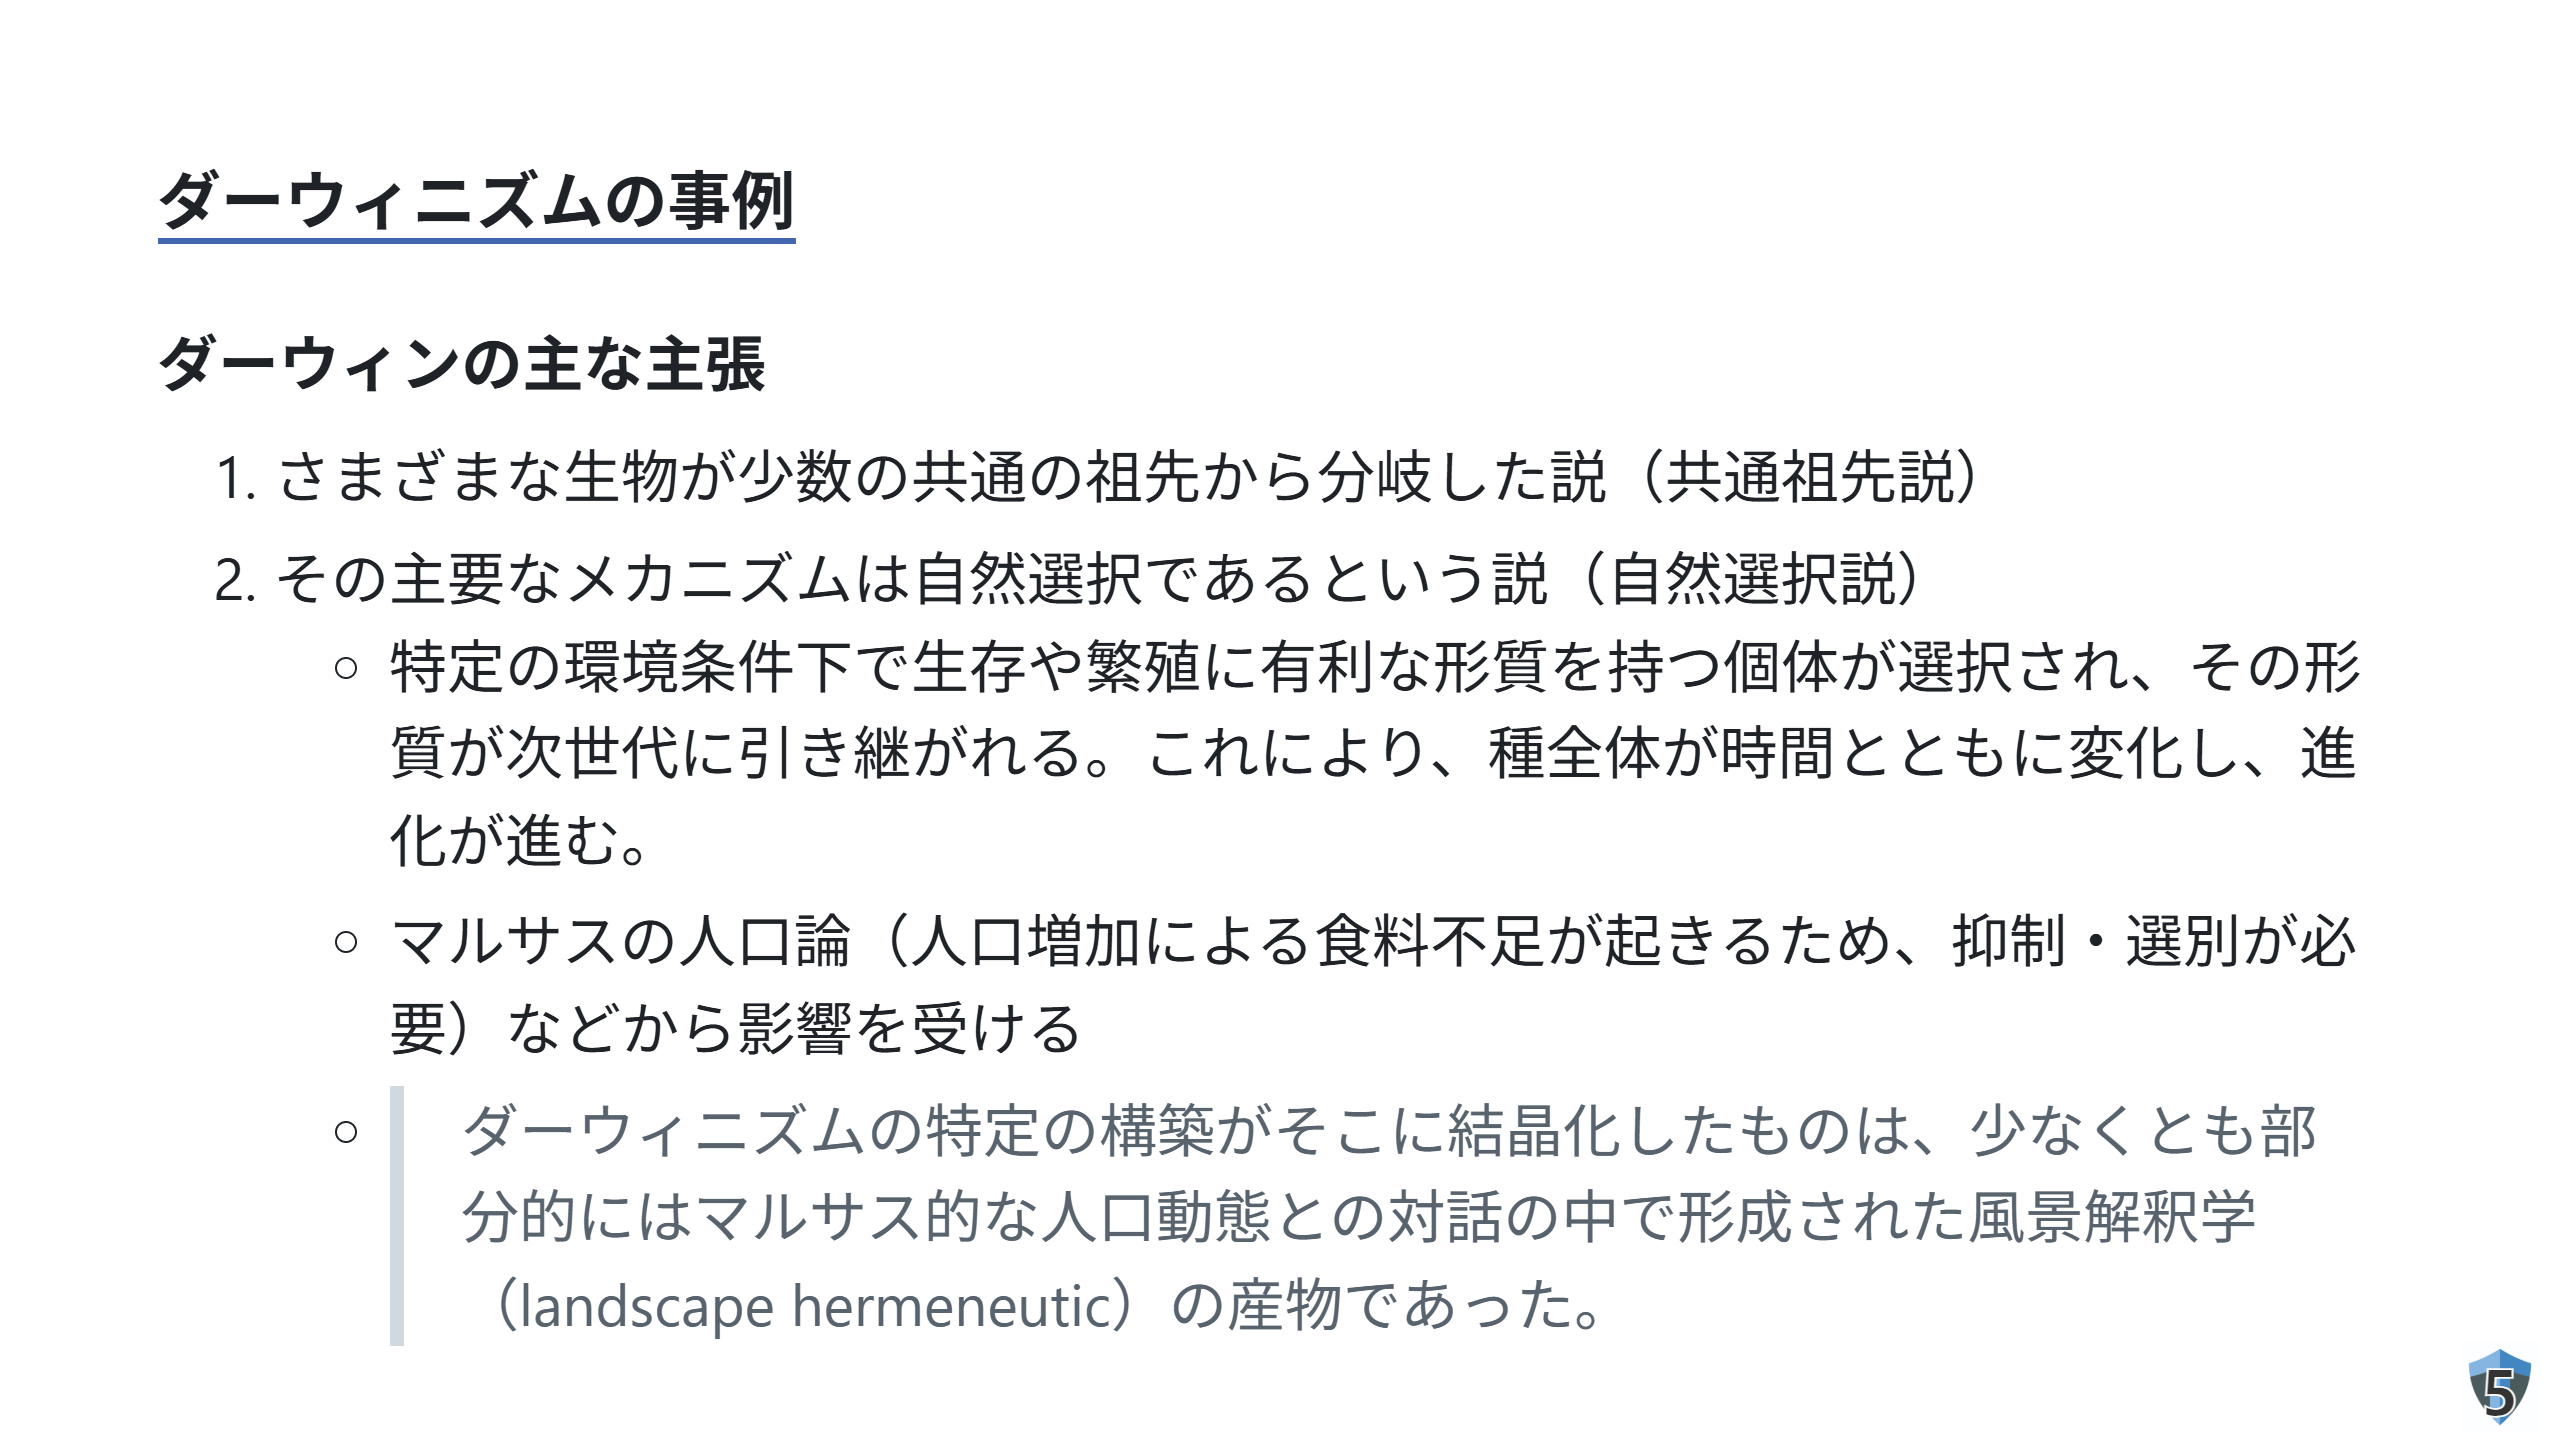 ダーウィニズムの事例
ダーウィンの主な主張
1. さまざまな生物が少数の共通の祖先から分岐した説（共通祖先説）
2. その主要なメカニズムは自然選択であるという説（自然選択説）
○ 特定の環境条件下で生存や繁殖に有利な形質を持つ個体が選択され、その形
質が次世代に引き継がれる。これにより、種全体が時間とともに変化し、進
化が進む。
○ マルサスの人口論（人口増加による食料不足が起きるため、抑制・選別が必
要）などから影響を受ける
○ ダーウィニズムの特定の構築がそこに結晶化したものは、少なくとも部
分的にはマルサス的な人口動態との対話の中で形成された風景解釈学
（landscape hermeneutic）の産物であった。
5